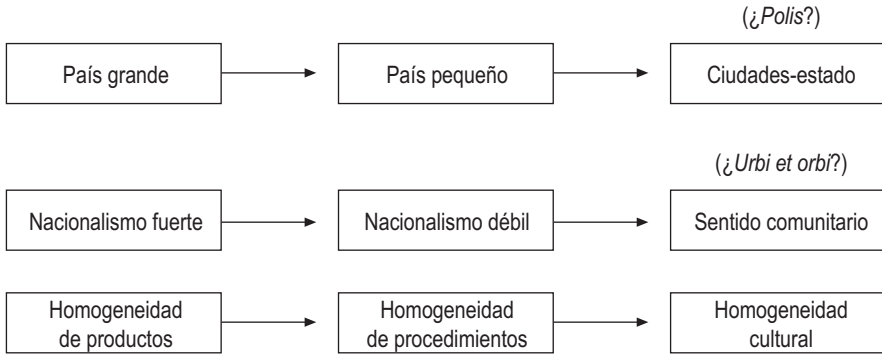 (¿Polis?)
País grande
País pequeño
Ciudades-estado
(¿Urbi et orbi?)
Nacionalismo fuerte
Nacionalismo débil
Sentido comunitario
Homogeneidad
de productos
Homogeneidad
de procedimientos
Homogeneidad
cultural